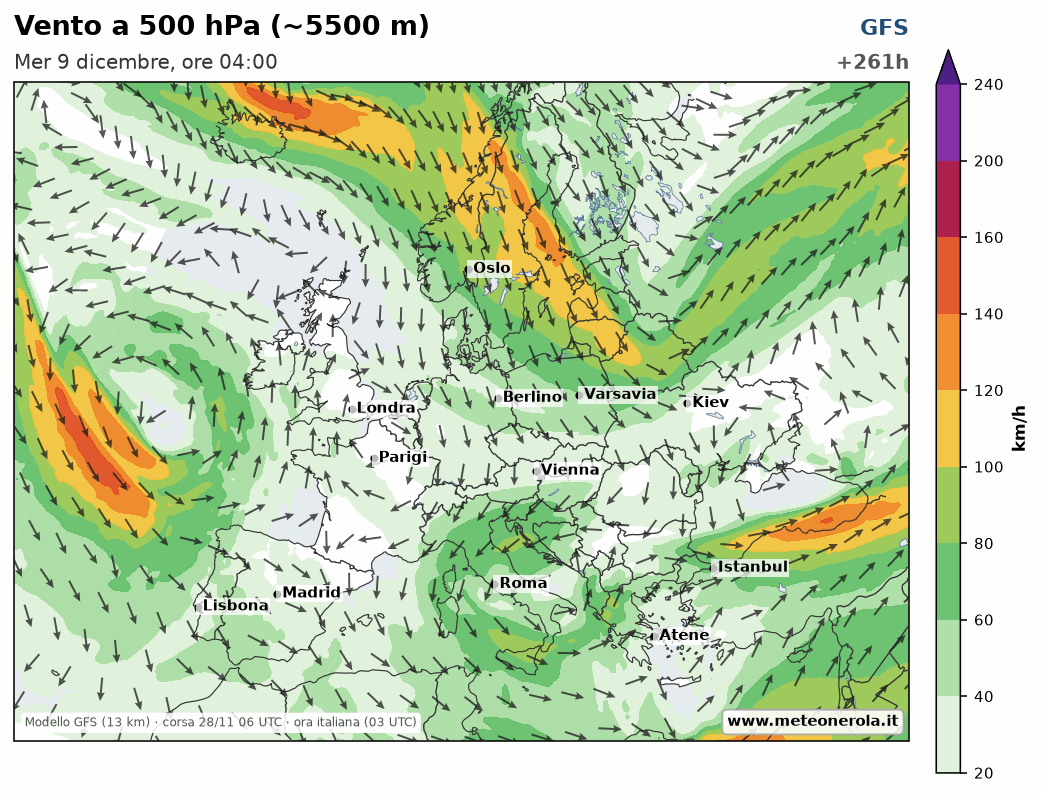 Vento a 500 hPa (~5500 m)
GFS
Mer 9 dicembre, ore 04:00
+261h
240
200
160
140
120
100
80
60
40
20
km/h
Oslo
Berlino
Varsavia
Kiev
Londra
Parigi
Vienna
Istanbul
Roma
Madrid
Lisbona
Atene
Modello GFS (13 km) · corsa 28/11 06 UTC · ora italiana (03 UTC)
www.meteonerola.it